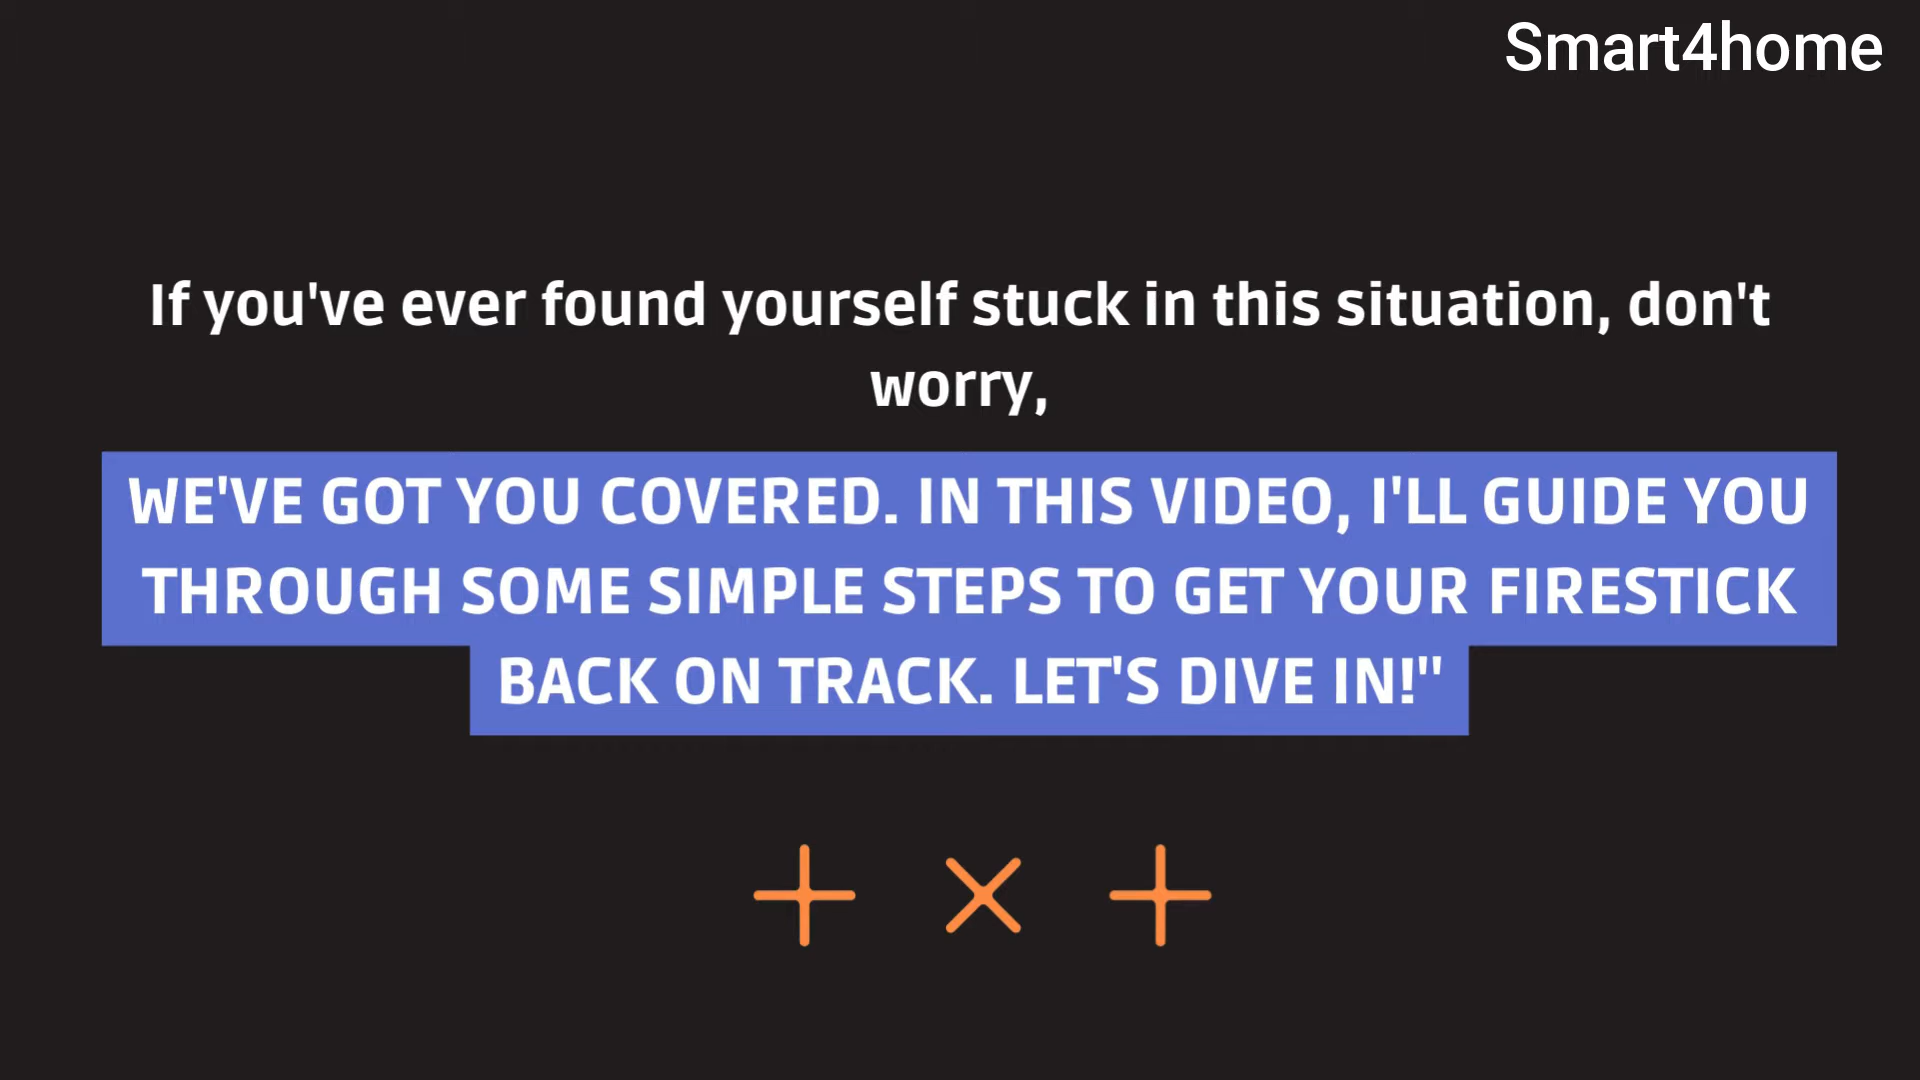 Smart4home
If you've ever found yourself stuck in this situation, don't
worry,
WE'VE GOT YOU COVERED. IN THIS VIDEO, I'LL GUIDE YOU
THROUGH SOME SIMPLE STEPS TO GET YOUR FIRESTICK
BACK ON TRACK. LET'S DIVE IN!"